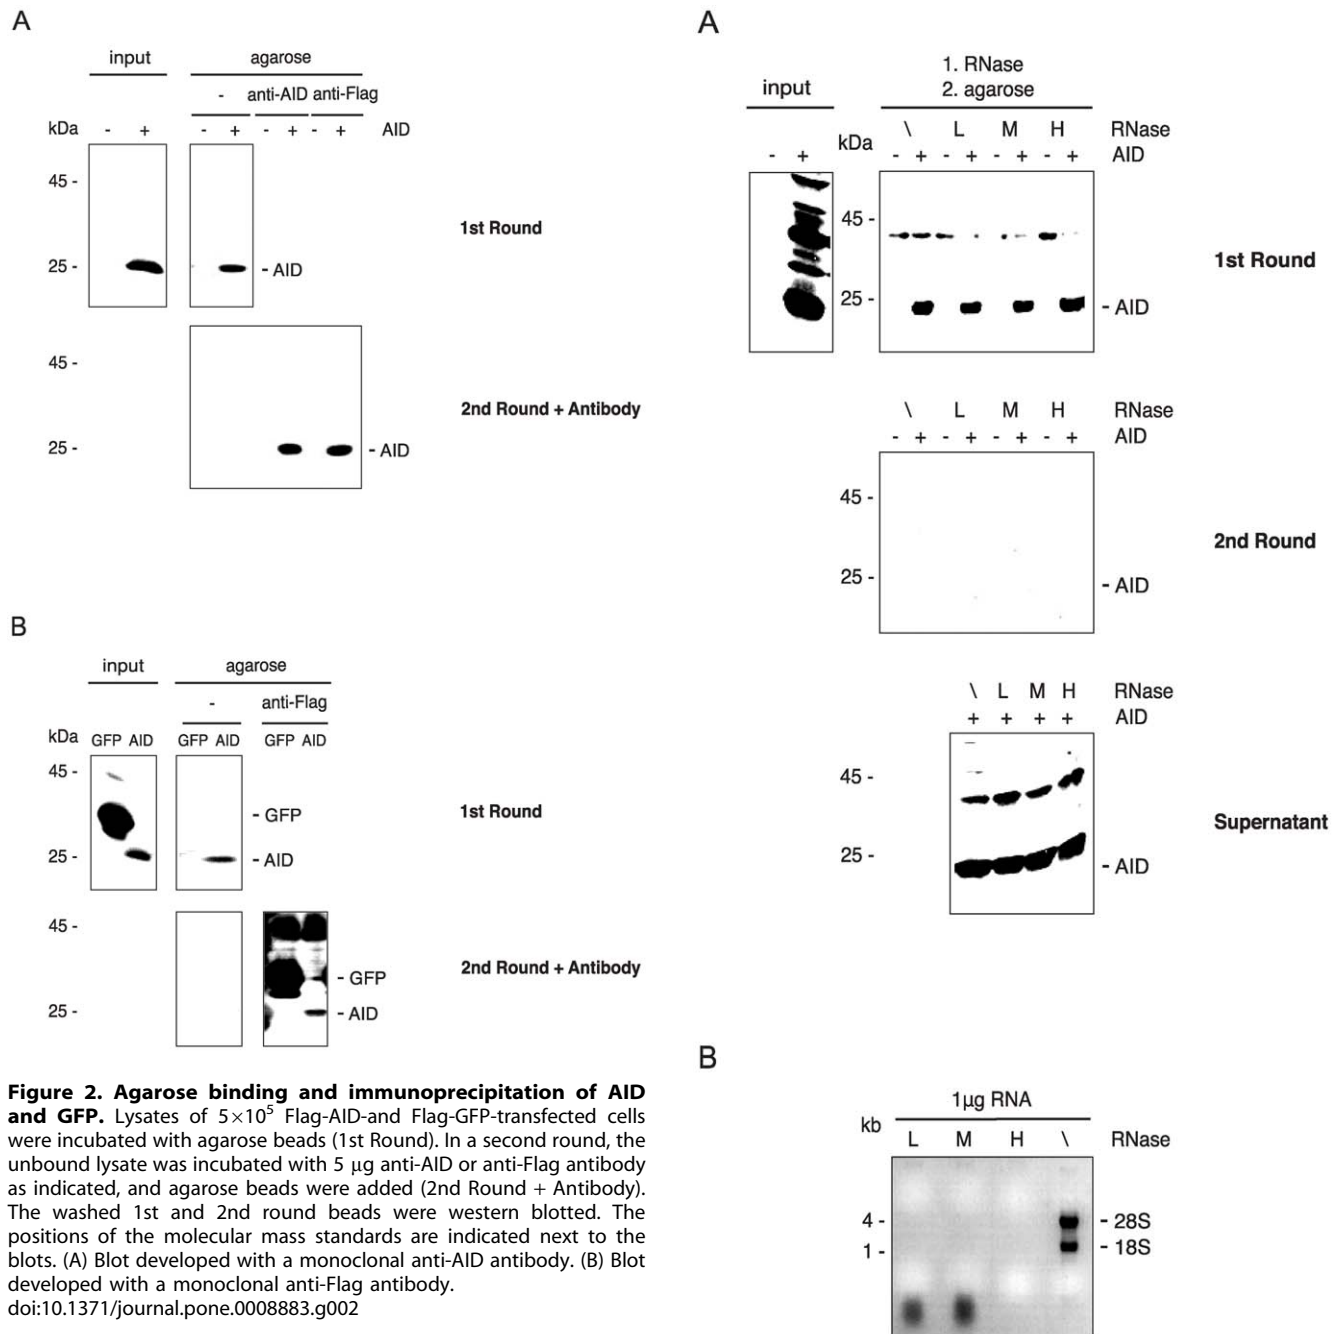 A
input agarose
- anti-AID anti-Flag
kDa - + - + - + - + AID
45 -
1st Round
25 - - AID
45 -
2nd Round + Antibody
25 - - AID
B
input agarose
- anti-Flag
kDa GFP AID GFP AID GFP AID
45 -
- GFP 1st Round
25 - - AID
45 -
2nd Round + Antibody
- GFP
25 - - AID
Figure 2. Agarose binding and immunoprecipitation of AID
and GFP. Lysates of 5×10⁵ Flag-AID-and Flag-GFP-transfected cells
were incubated with agarose beads (1st Round). In a second round, the
unbound lysate was incubated with 5 μg anti-AID or anti-Flag antibody
as indicated, and agarose beads were added (2nd Round + Antibody).
The washed 1st and 2nd round beads were western blotted. The
positions of the molecular mass standards are indicated next to the
blots. (A) Blot developed with a monoclonal anti-AID antibody. (B) Blot
developed with a monoclonal anti-Flag antibody.
doi:10.1371/journal.pone.0008883.g002
A
1. RNase
input 2. agarose
\ L M H RNase
kDa
- + - + - + - + - + AID
45 -
1st Round
25 - - AID
\ L M H RNase
- + - + - + - + AID
45 -
2nd Round
25 - - AID
\ L M H RNase
+ + + + AID
45 -
Supernatant
25 - - AID
B
1µg RNA
kb
L M H \ RNase
4 - - 28S
1 - - 18S